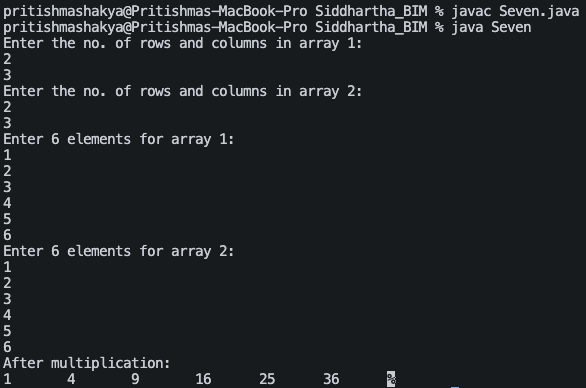 pritishmashakya@Pritishmas-MacBook-Pro Siddhartha_BIM % javac Seven.java
pritishmashakya@Pritishmas-MacBook-Pro Siddhartha_BIM % java Seven
Enter the no. of rows and columns in array 1:
2
3
Enter the no. of rows and columns in array 2:
2
3
Enter 6 elements for array 1:
1
2
3
4
5
6
Enter 6 elements for array 2:
1
2
3
4
5
6
After multiplication:
1 4 9 16 25 36 %